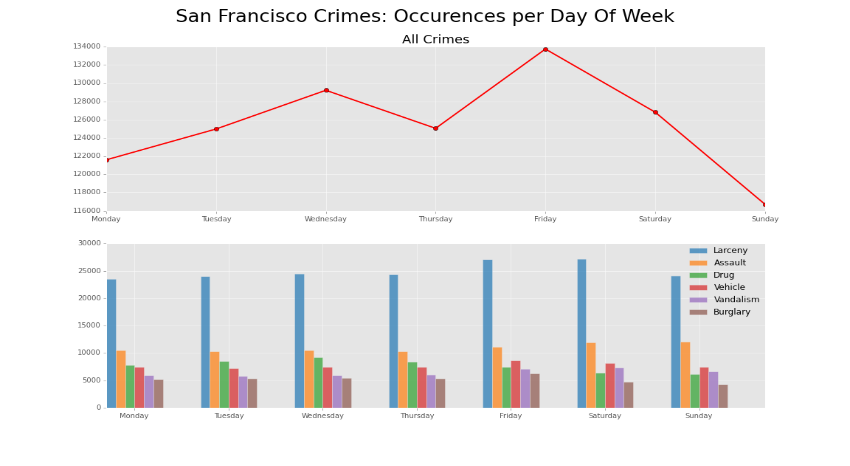 San Francisco Crimes: Occurences per Day Of Week
All Crimes
134000
132000
130000
128000
126000
124000
122000
120000
118000
116000
Monday Tuesday Wednesday Thursday Friday Saturday Sunday
30000
25000
20000
15000
10000
5000
0
Larceny
Assault
Drug
Vehicle
Vandalism
Burglary
Monday Tuesday Wednesday Thursday Friday Saturday Sunday